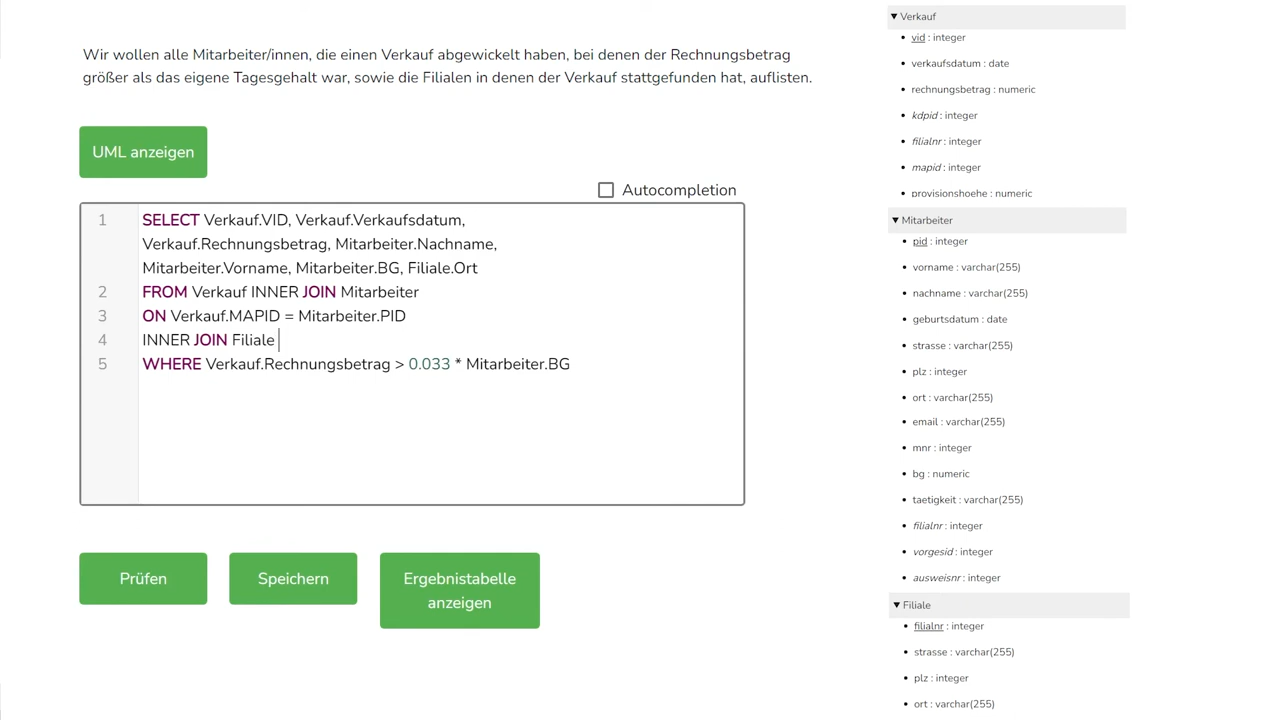 Wir wollen alle Mitarbeiter/innen, die einen Verkauf abgewickelt haben, bei denen der Rechnungsbetrag
größer als das eigene Tagesgehalt war, sowie die Filialen in denen der Verkauf stattgefunden hat, auflisten.
UML anzeigen
Autocompletion
1 SELECT Verkauf.VID, Verkauf.Verkaufsdatum,
Verkauf.Rechnungsbetrag, Mitarbeiter.Nachname,
Mitarbeiter.Vorname, Mitarbeiter.BG, Filiale.Ort
2 FROM Verkauf INNER JOIN Mitarbeiter
3 ON Verkauf.MAPID = Mitarbeiter.PID
4 INNER JOIN Filiale
5 WHERE Verkauf.Rechnungsbetrag > 0.033 * Mitarbeiter.BG
Prüfen
Speichern
Ergebnistabelle
anzeigen
Verkauf
vid : integer
verkaufsdatum : date
rechnungsbetrag : numeric
kdpid : integer
filialnr : integer
mapid : integer
provisionshoehe : numeric
Mitarbeiter
pid : integer
vorname : varchar(255)
nachname : varchar(255)
geburtsdatum : date
strasse : varchar(255)
plz : integer
ort : varchar(255)
email : varchar(255)
mnr : integer
bg : numeric
taetigkeit : varchar(255)
filialnr : integer
vorgesid : integer
ausweisnr : integer
Filiale
filialnr : integer
strasse : varchar(255)
plz : integer
ort : varchar(255)